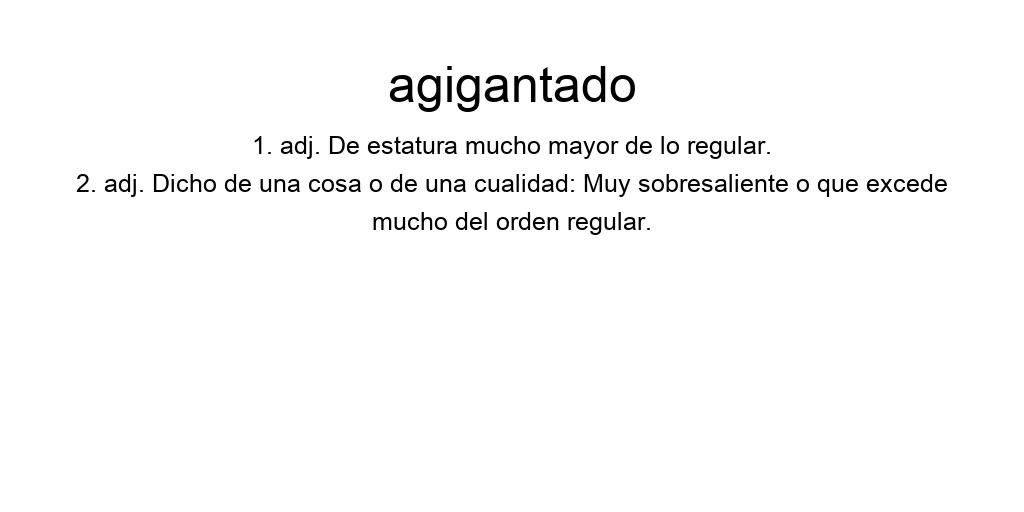 agigantado
1. adj. De estatura mucho mayor de lo regular.
2. adj. Dicho de una cosa o de una cualidad: Muy sobresaliente o que excede
mucho del orden regular.